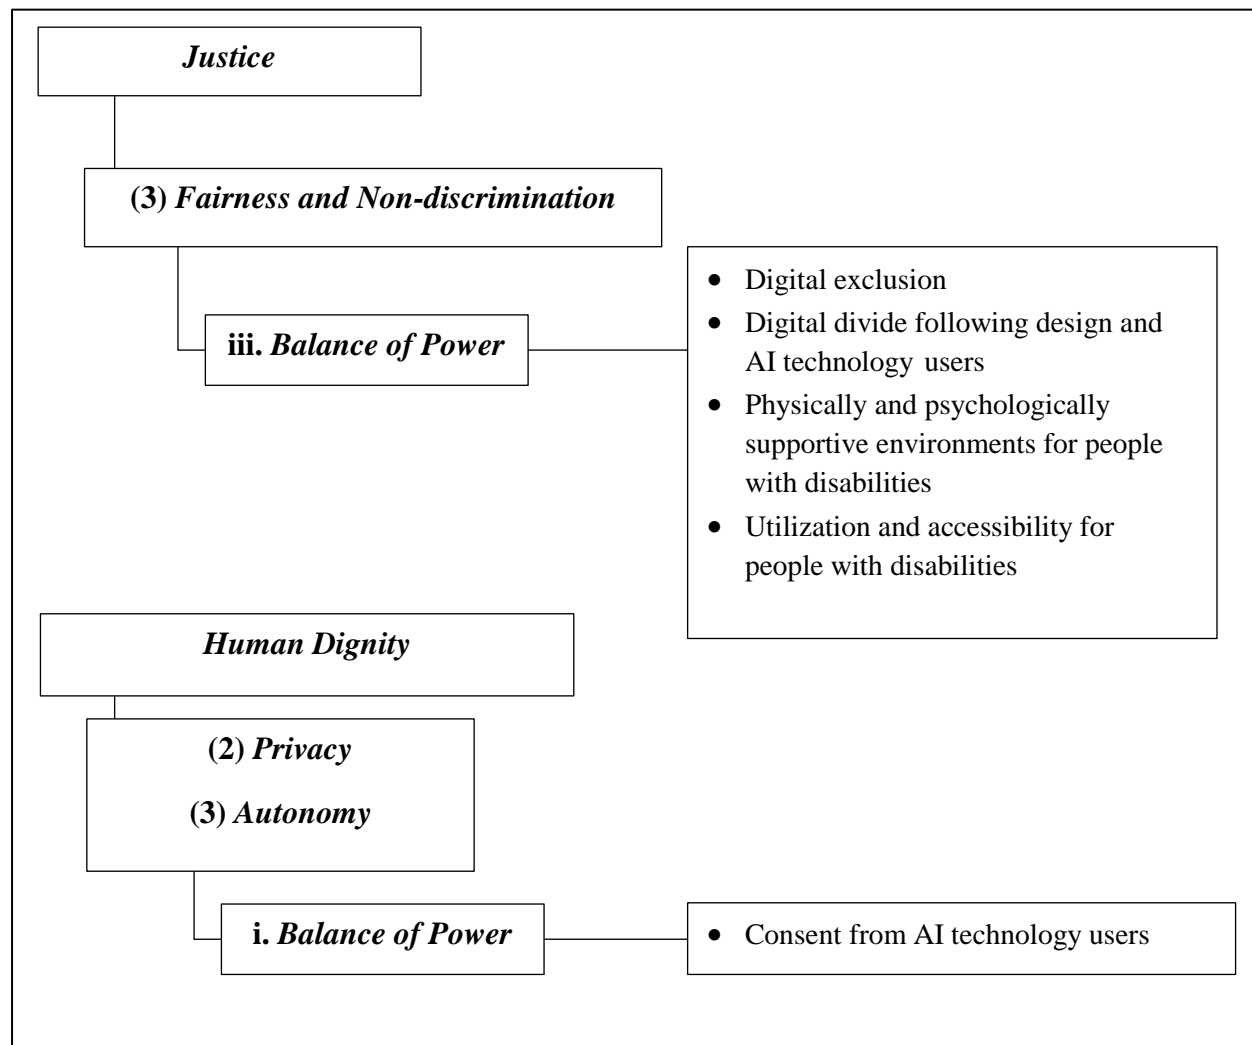 Justice
(3) Fairness and Non-discrimination
iii. Balance of Power
• Digital exclusion
• Digital divide following design and
AI technology users
• Physically and psychologically
supportive environments for people
with disabilities
• Utilization and accessibility for
people with disabilities
Human Dignity
(2) Privacy
(3) Autonomy
i. Balance of Power
• Consent from AI technology users